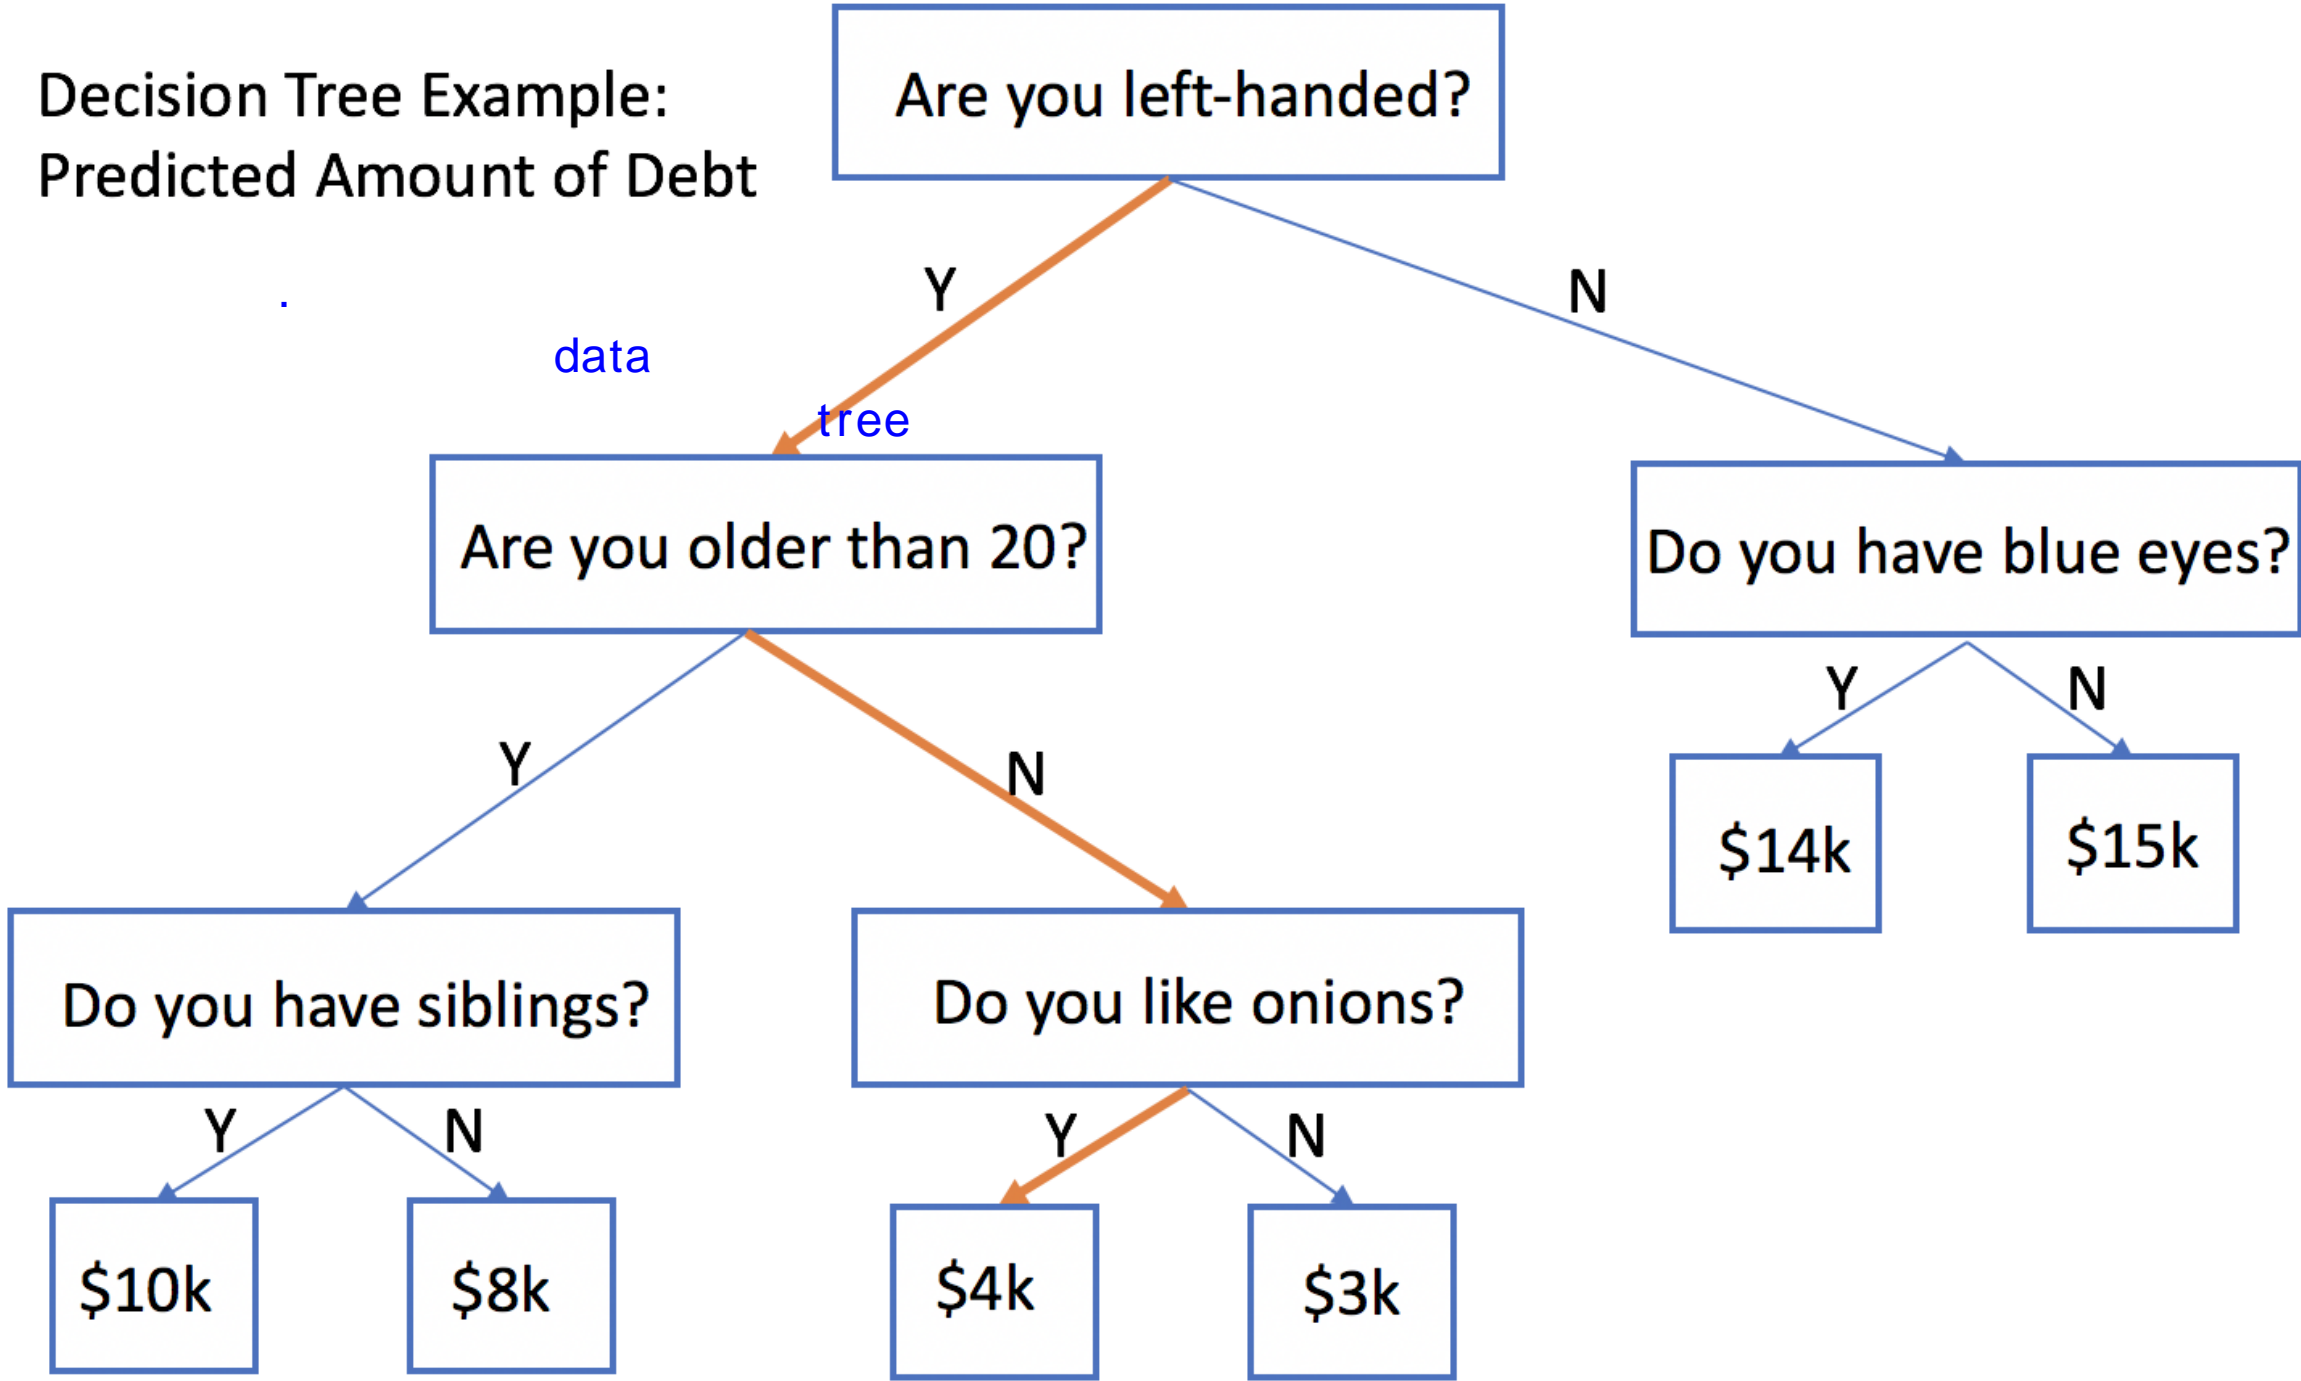 Are you left-handed?
Decision Tree Example:
Predicted Amount of Debt
Y
N
.
data
tree
Are you older than 20?
Do you have blue eyes?
Y
N
Y
N
$14k
$15k
Do you have siblings?
Do you like onions?
Y
N
Y
N
$10k
$8k
$4k
$3k